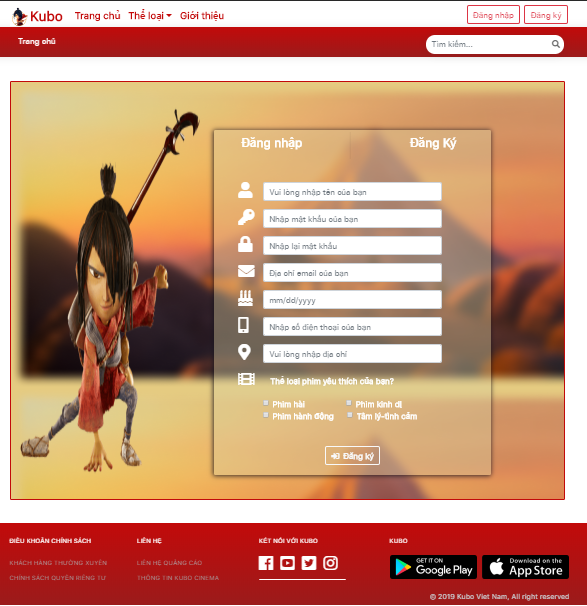 Kubo Trang chủ Thể loại Giới thiệu Đăng nhập Đăng ký
Trang chủ Tìm kiếm...
Đăng nhập Đăng Ký
Vui lòng nhập tên của bạn
Nhập mật khẩu của bạn
Nhập lại mật khẩu
Địa chỉ email của bạn
mm/dd/yyyy
Nhập số điện thoại của bạn
Vui lòng nhập địa chỉ
Thể loại phim yêu thích của bạn?
Phim hài Phim kinh dị
Phim hành động Tâm lý-tình cảm
Đăng ký
ĐIỀU KHOẢN CHÍNH SÁCH LIÊN HỆ KẾT NỐI VỚI KUBO KUBO
KHÁCH HÀNG THƯỜNG XUYÊN LIÊN HỆ QUẢNG CÁO
CHÍNH SÁCH QUYỀN RIÊNG TƯ THÔNG TIN KUBO CINEMA
GET IT ON Google Play Download on the App Store
© 2019 Kubo Viet Nam, All right reserved